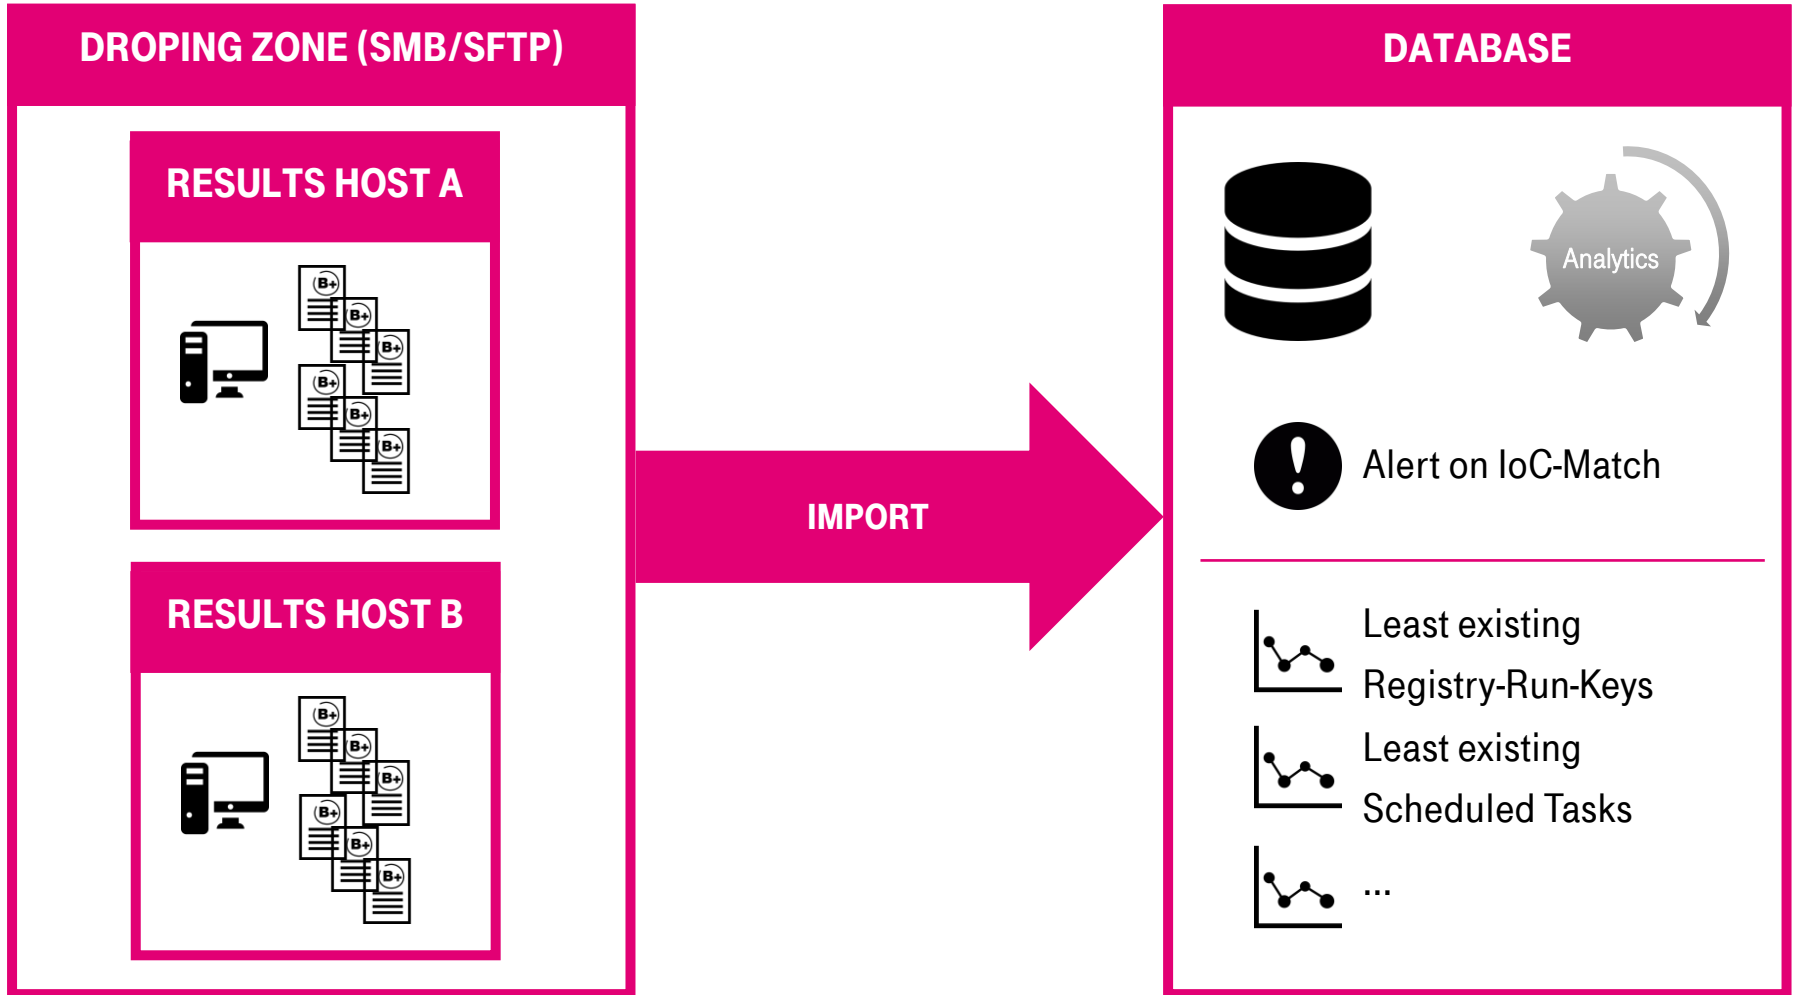 DROPING ZONE (SMB/SFTP)
RESULTS HOST A
B+
B+
B+
B+
B+
B+
RESULTS HOST B
B+
B+
B+
B+
B+
B+
IMPORT
DATABASE
Analytics
Alert on IoC-Match
Least existing
Registry-Run-Keys
Least existing
Scheduled Tasks
...